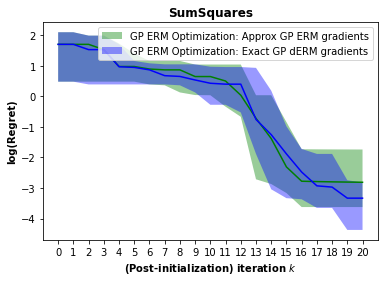 SumSquares
GP ERM Optimization: Approx GP ERM gradients
GP ERM Optimization: Exact GP dERM gradients
log(Regret)
2
1
0
−1
−2
−3
−4
0 1 2 3 4 5 6 7 8 9 10 11 12 13 14 15 16 17 18 19 20
(Post-initialization) iteration k